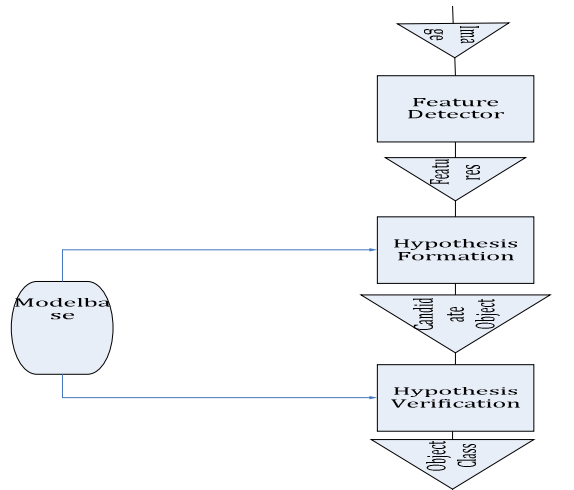 Ima
ge
Feature
Detector
Featu
res
Hypothesis
Formation
Modelba
se
Candid
ate
Object
Hypothesis
Verification
Object
Class